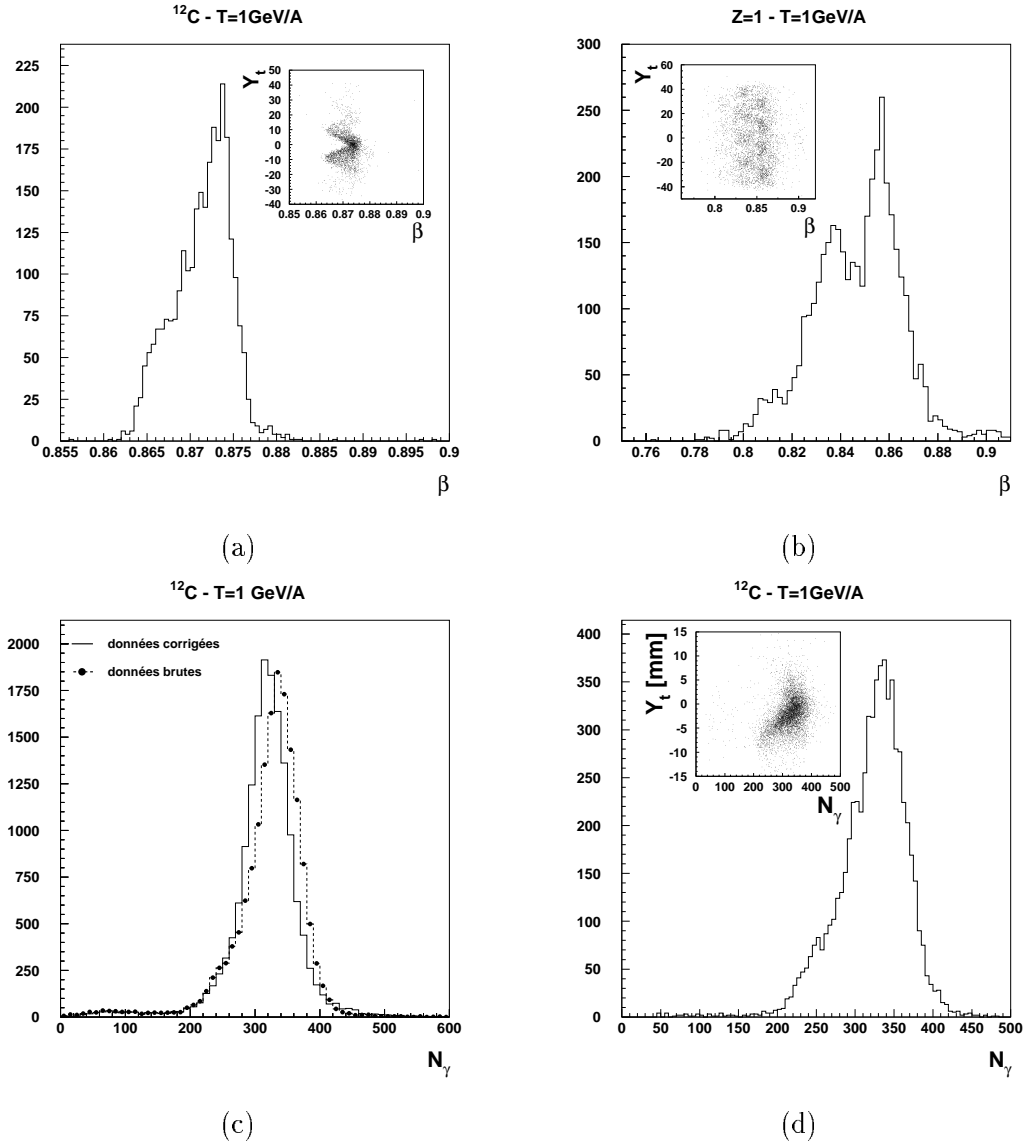 ¹²C - T=1GeV/A
225
200
175
150
125
100
75
50
25
0
0.855 0.86 0.865 0.87 0.875 0.88 0.885 0.89 0.895 0.9
β
Yt
50
40
30
20
10
0
-10
-20
-30
-40
0.85 0.86 0.87 0.88 0.89 0.9
β
(a)
Z=1 - T=1GeV/A
300
250
200
150
100
50
0
0.76 0.78 0.8 0.82 0.84 0.86 0.88 0.9
β
Yt
60
40
20
0
-20
-40
0.8 0.85 0.9
β
(b)
¹²C - T=1 GeV/A
2000
1750
1500
1250
1000
750
500
250
0
0 100 200 300 400 500 600
Nγ
données corrigées
données brutes
(c)
¹²C - T=1GeV/A
400
350
300
250
200
150
100
50
0
0 50 100 150 200 250 300 350 400 450 500
Nγ
Yt [mm]
15
10
5
0
-5
-10
-15
0 100 200 300 400 500
Nγ
(d)